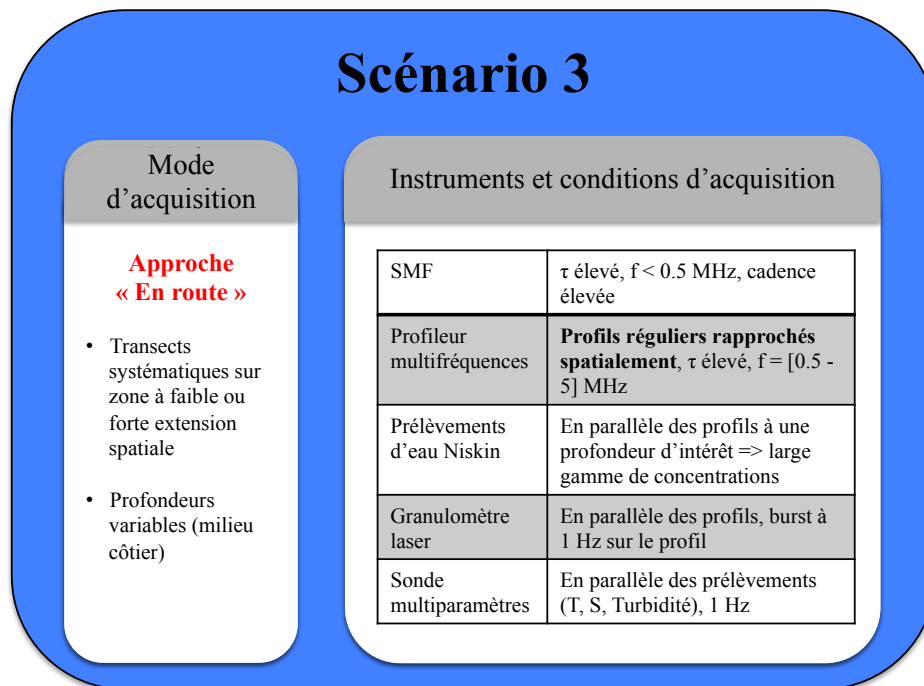 Scénario 3
Mode
d’acquisition
Approche
« En route »
• Transects
systématiques sur
zone à faible ou
forte extension
spatiale
• Profondeurs
variables (milieu
côtier)
Instruments et conditions d’acquisition
SMF
τ élevé, f < 0.5 MHz, cadence
élevée
Profileur
multifréquences
Profils réguliers rapprochés
spatialement, τ élevé, f = [0.5 -
5] MHz
Prélèvements
d’eau Niskin
En parallèle des profils à une
profondeur d’intérêt => large
gamme de concentrations
Granulomètre
laser
En parallèle des profils, burst à
1 Hz sur le profil
Sonde
multiparamètres
En parallèle des prélèvements
(T, S, Turbidité), 1 Hz